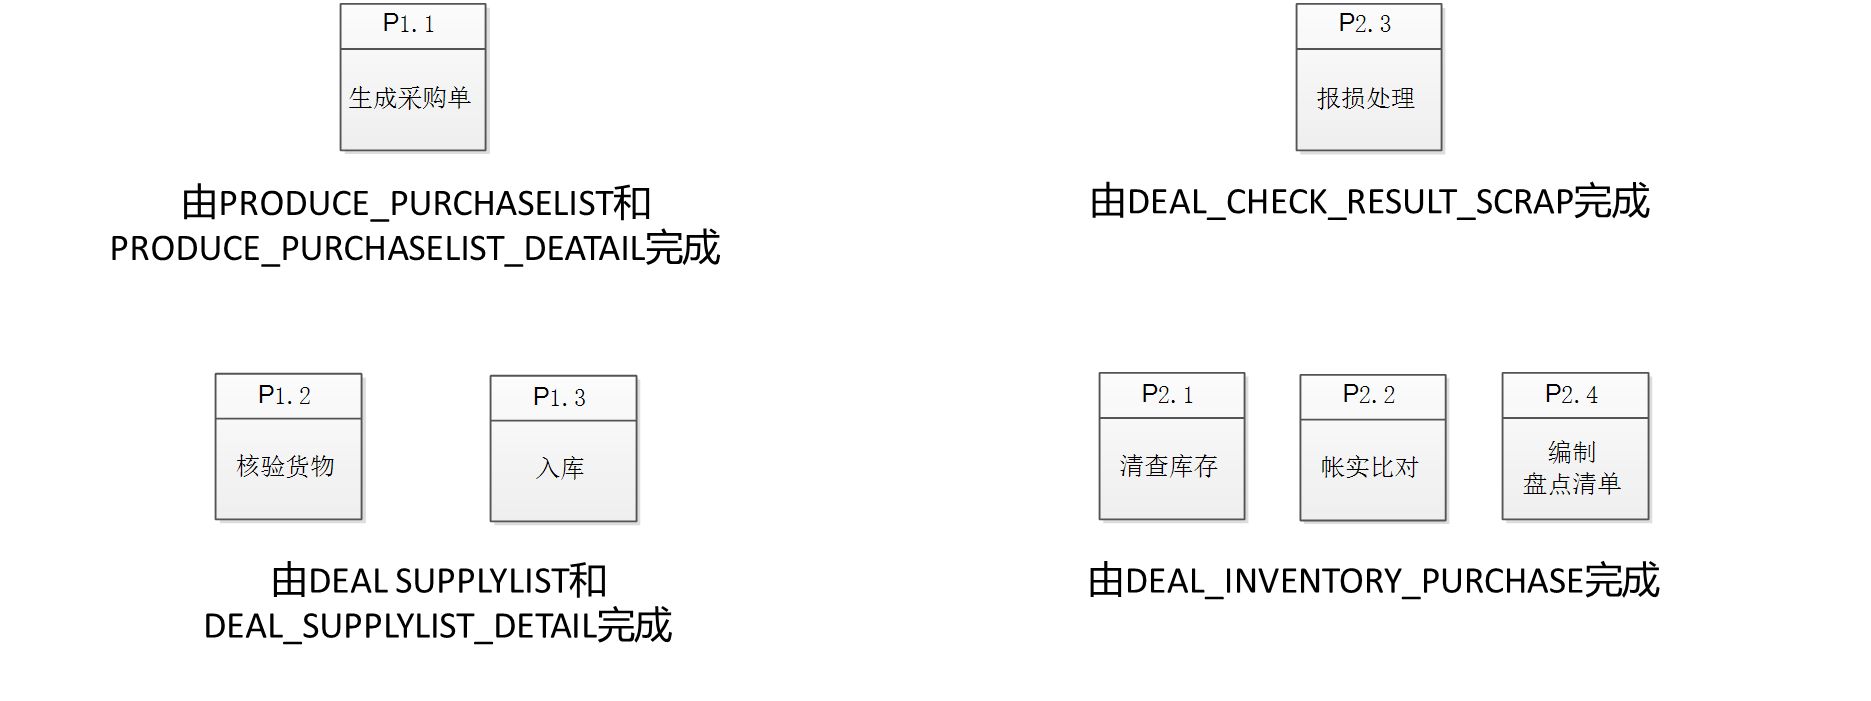 P1.1
生成采购单
由PRODUCE_PURCHASELIST和
PRODUCE_PURCHASELIST_DEATAIL完成
P2.3
报损处理
由DEAL_CHECK_RESULT_SCRAP完成
P1.2
核验货物
P1.3
入库
由DEAL SUPPLYLIST和
DEAL_SUPPLYLIST_DETAIL完成
P2.1
清查库存
P2.2
帐实比对
P2.4
编制
盘点清单
由DEAL_INVENTORY_PURCHASE完成